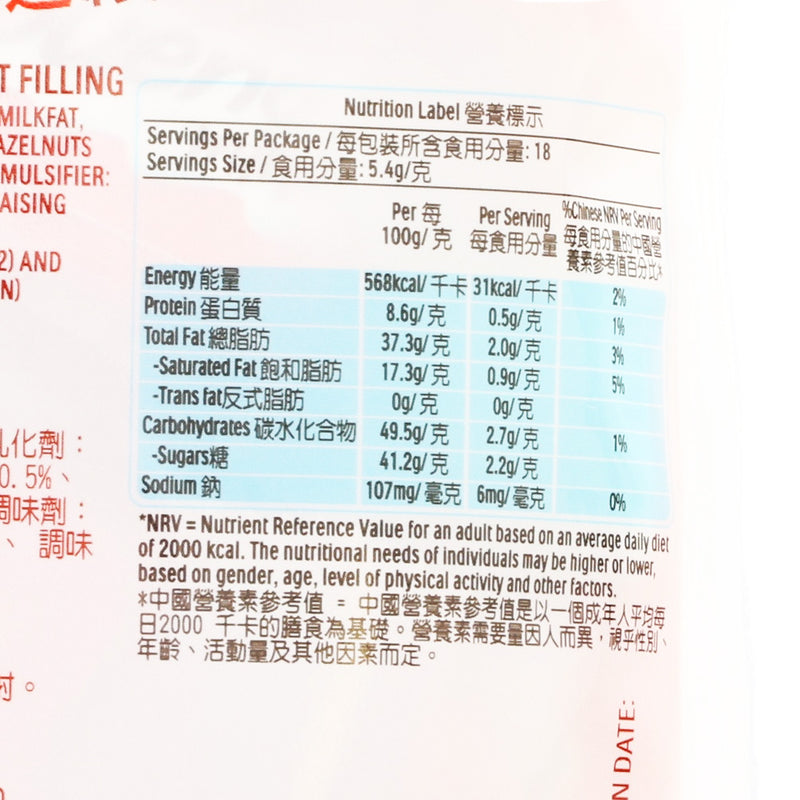 T FILLING
MILKFAT,
AZELNUTS
MULSIFIER:
AISING
2) AND
N)
乳化劑：
0.5%、
調味劑：
、 調味
討。
Nutrition Label 營養標示
Servings Per Package / 每包裝所含食用分量: 18
Servings Size / 食用分量: 5.4g/克
Per 每 Per Serving %Chinese NRV Per Serving
100g/ 克 每食用分量 每食用分量的中國營
養素參考值百分比*
Energy 能量 568kcal/ 千卡 31kcal/ 千卡 2%
Protein 蛋白質 8.6g/ 克 0.5g/ 克 1%
Total Fat 總脂肪 37.3g/ 克 2.0g/ 克 3%
-Saturated Fat 飽和脂肪 17.3g/ 克 0.9g/ 克 5%
-Trans fat反式脂肪 0g/ 克 0g/ 克
Carbohydrates 碳水化合物 49.5g/ 克 2.7g/ 克 1%
-Sugars糖 41.2g/ 克 2.2g/ 克
Sodium 鈉 107mg/ 毫克 6mg/ 毫克 0%
*NRV = Nutrient Reference Value for an adult based on an average daily diet
of 2000 kcal. The nutritional needs of individuals may be higher or lower,
based on gender, age, level of physical activity and other factors.
*中國營養素參考值 = 中國營養素參考值是以一個成年人平均每
日2000 千卡的膳食為基礎。營養素需要量因人而異，視乎性別、
年齡、活動量及其他因素而定。
N DATE: